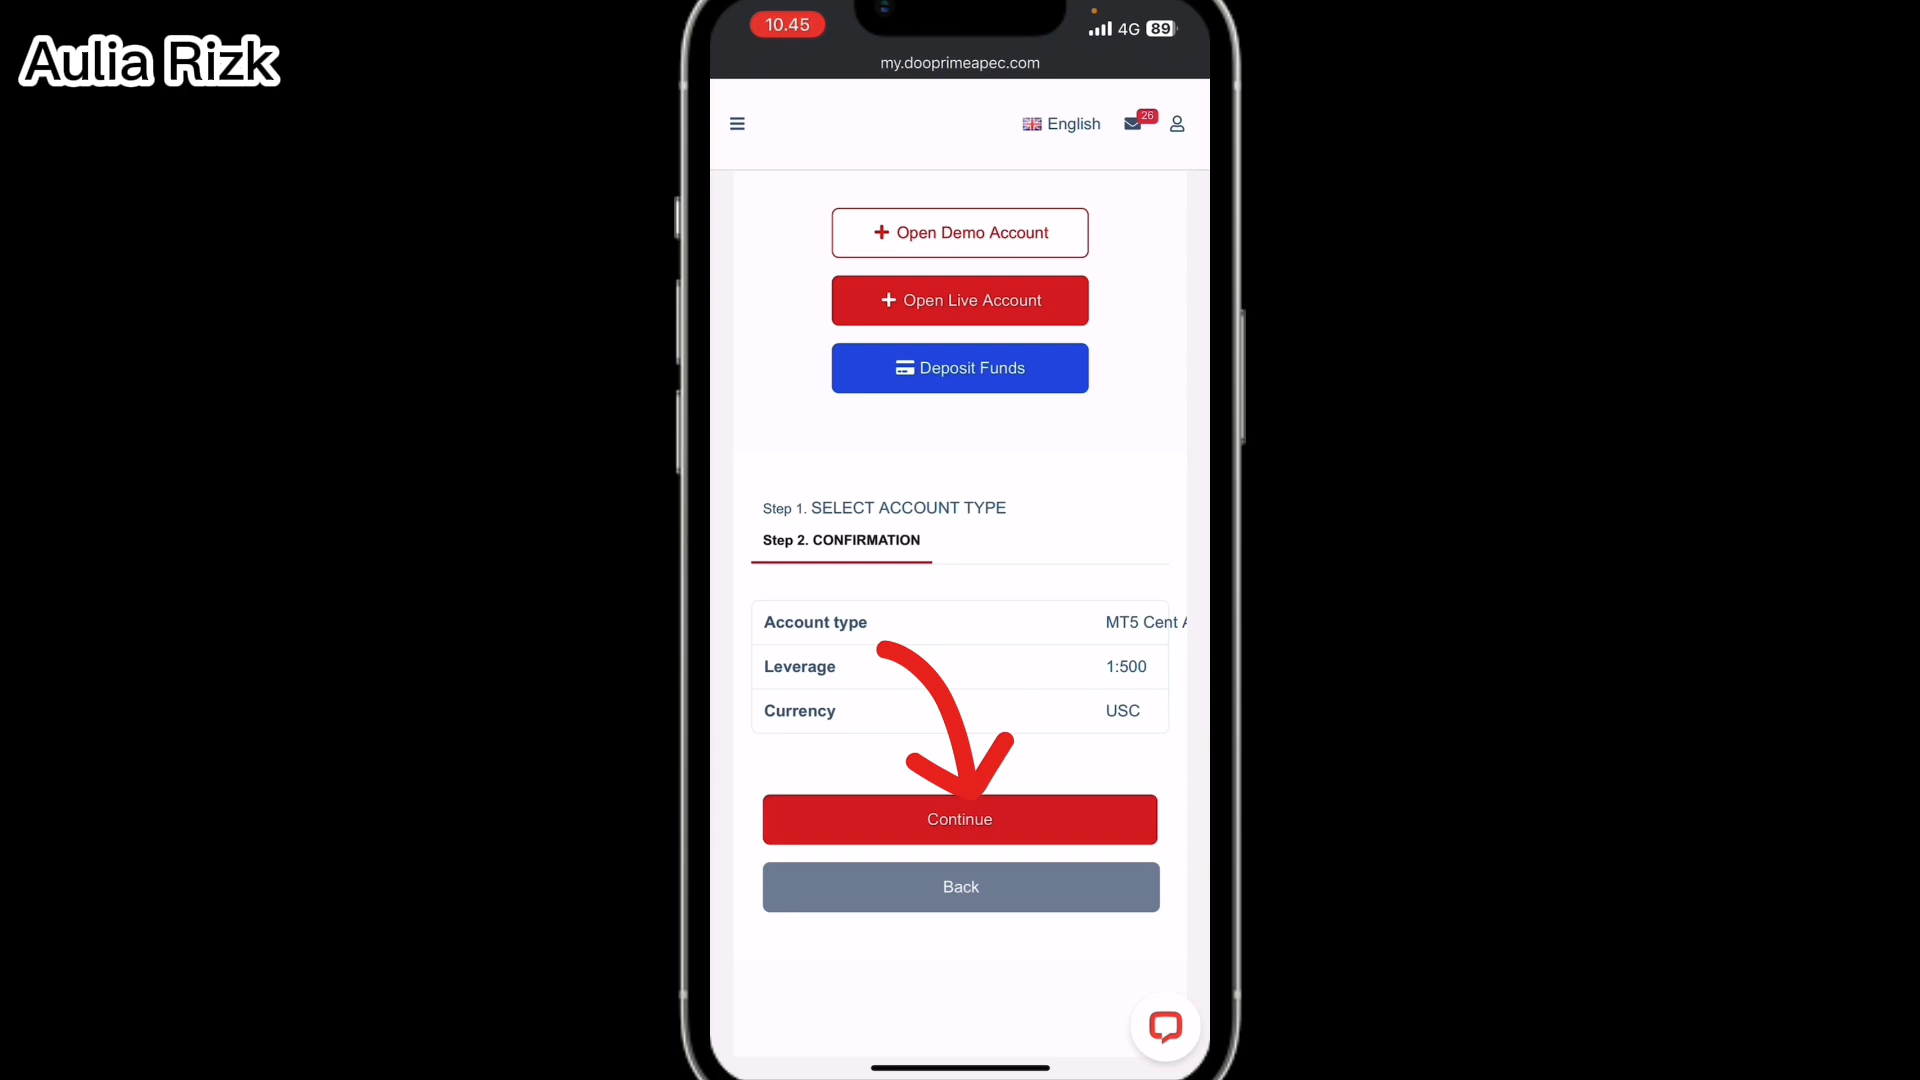 Aulia Rizk
10.45
4G 89
my.dooprimeapec.com
English
26
Open Demo Account
Open Live Account
Deposit Funds
Step 1. SELECT ACCOUNT TYPE
Step 2. CONFIRMATION
Account type MT5 Cent A
Leverage 1:500
Currency USC
Continue
Back